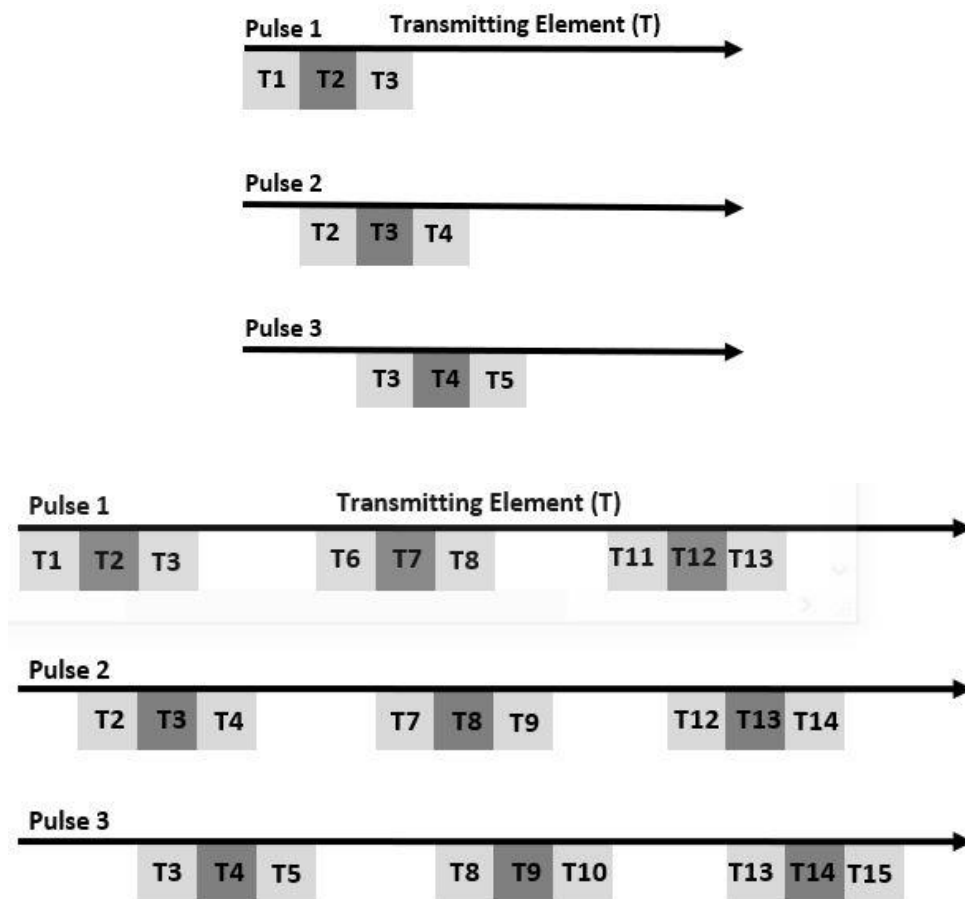 Pulse 1 Transmitting Element (T)
T1 T2 T3
Pulse 2
T2 T3 T4
Pulse 3
T3 T4 T5
Pulse 1 Transmitting Element (T)
T1 T2 T3 T6 T7 T8 T11 T12 T13
Pulse 2
T2 T3 T4 T7 T8 T9 T12 T13 T14
Pulse 3
T3 T4 T5 T8 T9 T10 T13 T14 T15